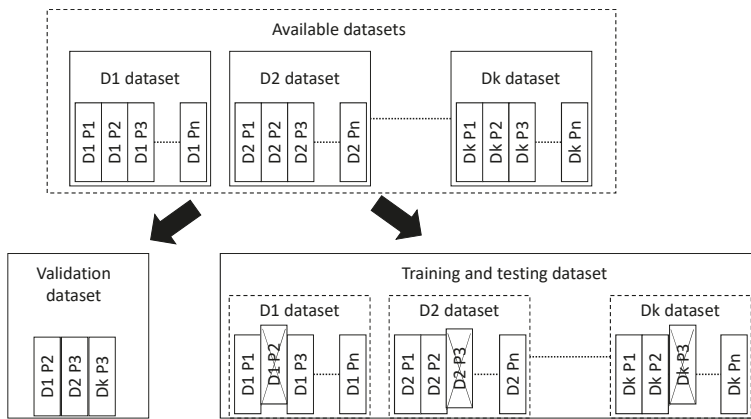 Available datasets
D1 dataset
D1 P1
D1 P2
D1 P3
D1 Pn
D2 dataset
D2 P1
D2 P2
D2 P3
D2 Pn
Dk dataset
Dk P1
Dk P2
Dk P3
Dk Pn
Validation
dataset
D1 P2
D2 P3
Dk P3
Training and testing dataset
D1 dataset
D1 P1
D1 P2
D1 P3
D1 Pn
D2 dataset
D2 P1
D2 P2
D2 P3
D2 Pn
Dk dataset
Dk P1
Dk P2
Dk P3
Dk Pn